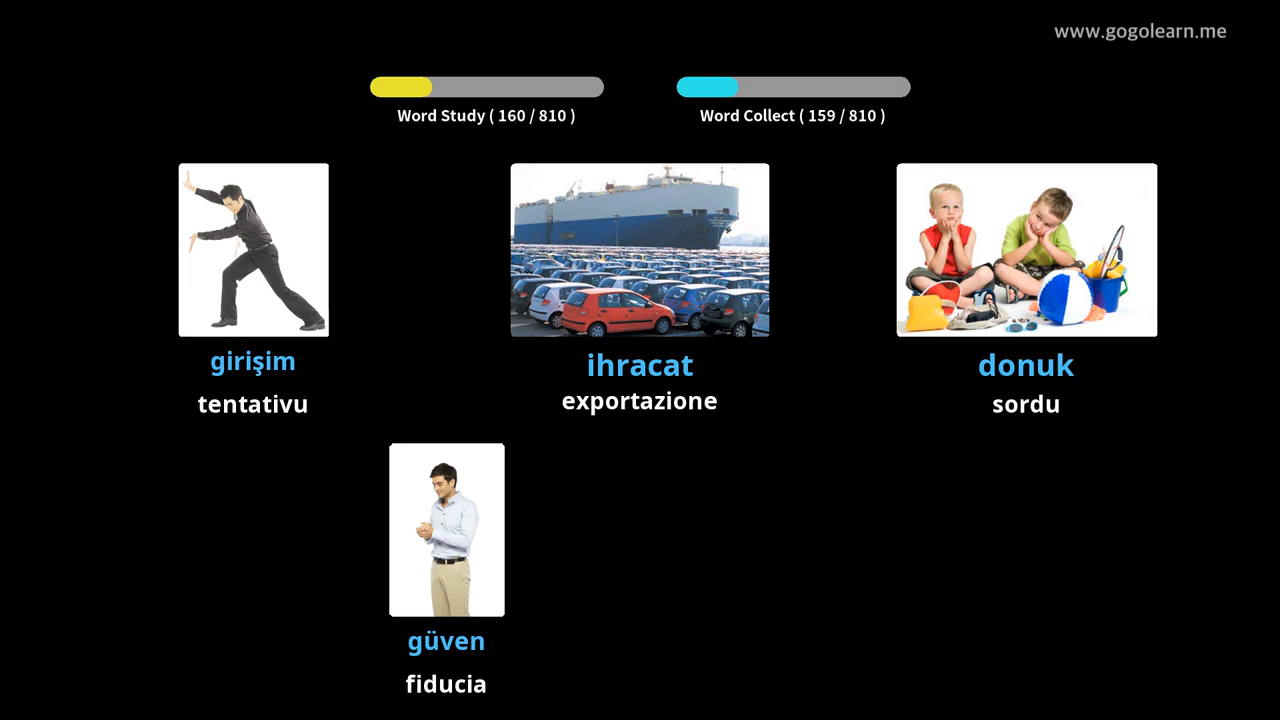 www.gogolearn.me
Word Study ( 160 / 810 )
Word Collect ( 159 / 810 )
girişim
tentativu
ihracat
exportazione
donuk
sordu
güven
fiducia